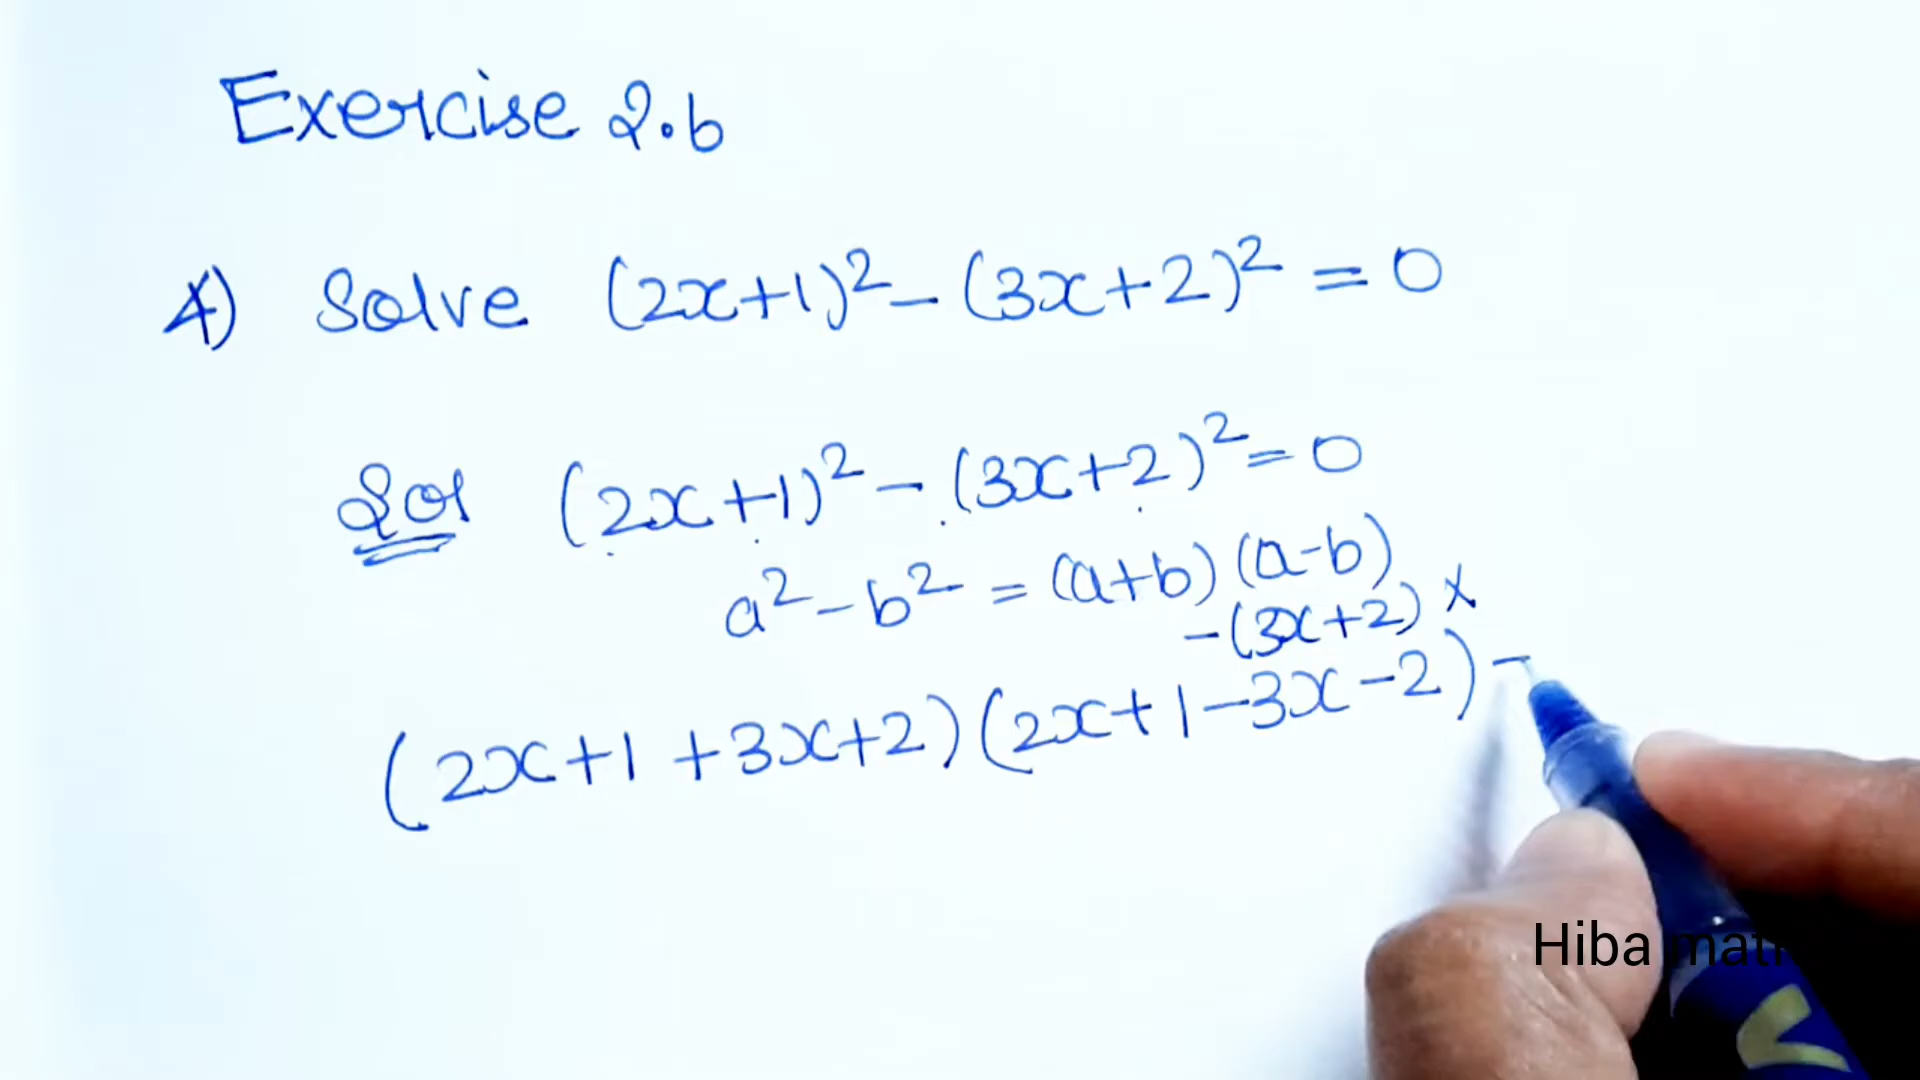 Exercise 2.b
4) Solve (2x+1)² - (3x+2)² = 0
Sol (2x+1)² - (3x+2)² = 0
a² - b² = (a+b) (a-b)
-(3x+2) x
(2x+1 +3x+2) (2x+1-3x-2) -
Hiba